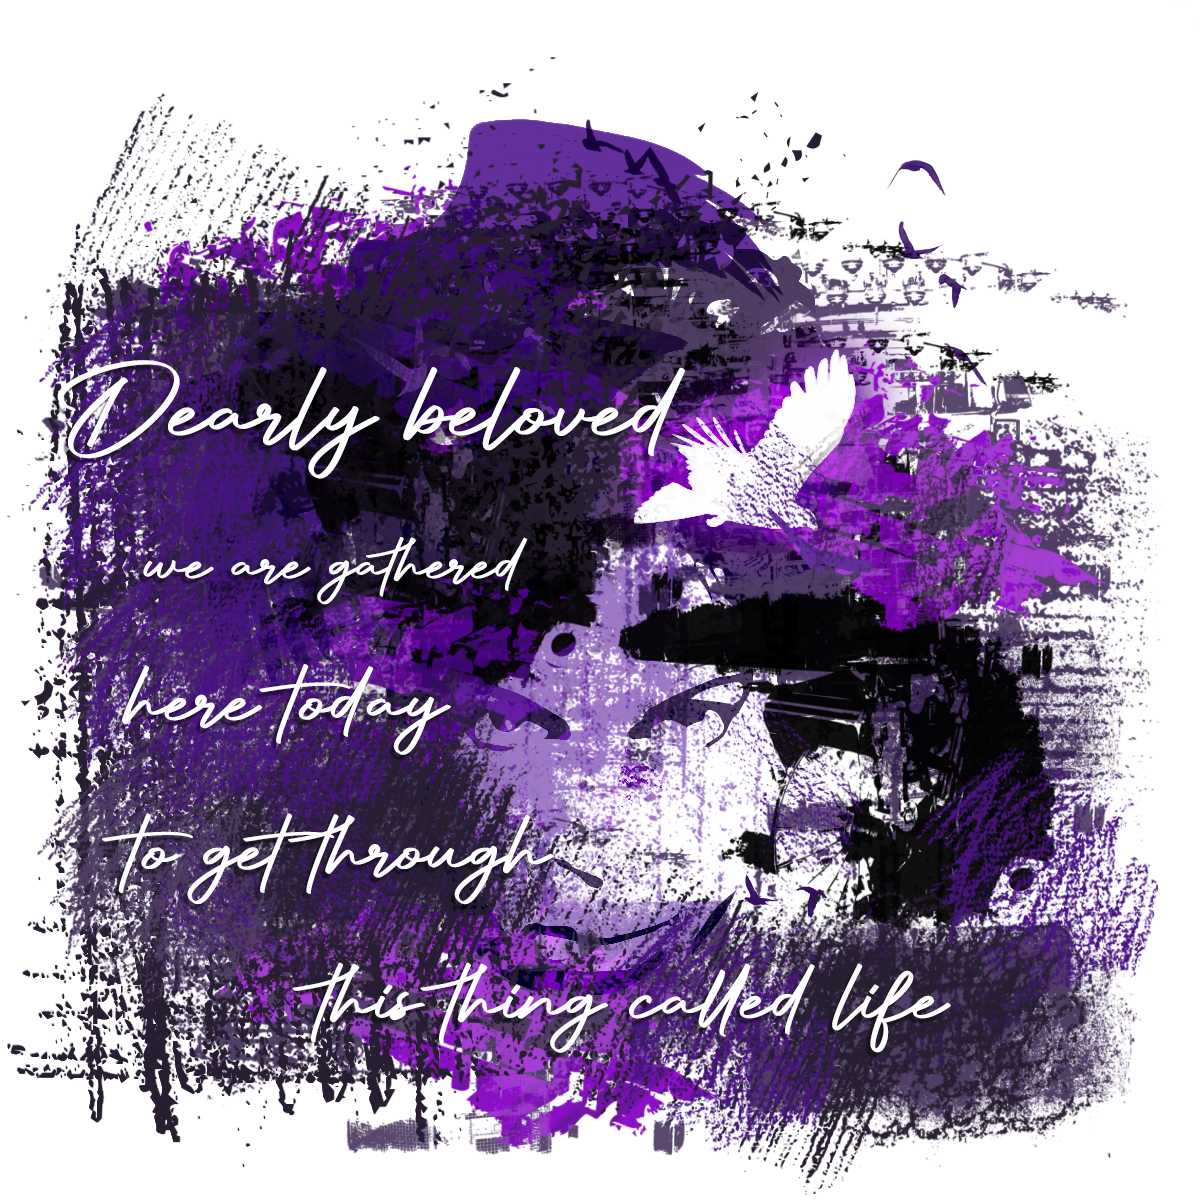 Dearly beloved
we are gathered
here today
to get through
this thing called life